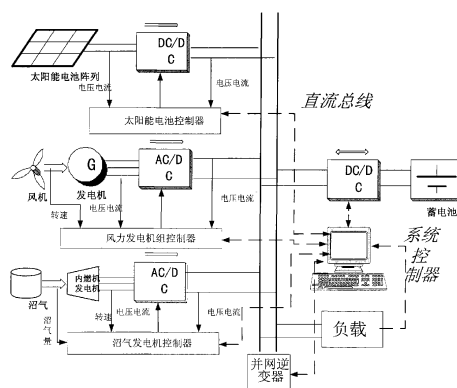 DC/D
C
太阳能电池阵列
电压电流
电压电流
太阳能电池控制器
直流总线
G
AC/D
C
DC/D
C
风机
发电机
转速
电压电流
电压电流
蓄电池
风力发电机组控制器
系统
控
制器
内燃机
发电机
AC/D
C
沼气
沼
气
量
转速
电压电流
电压电流
沼气发电机控制器
负载
并网逆
变器